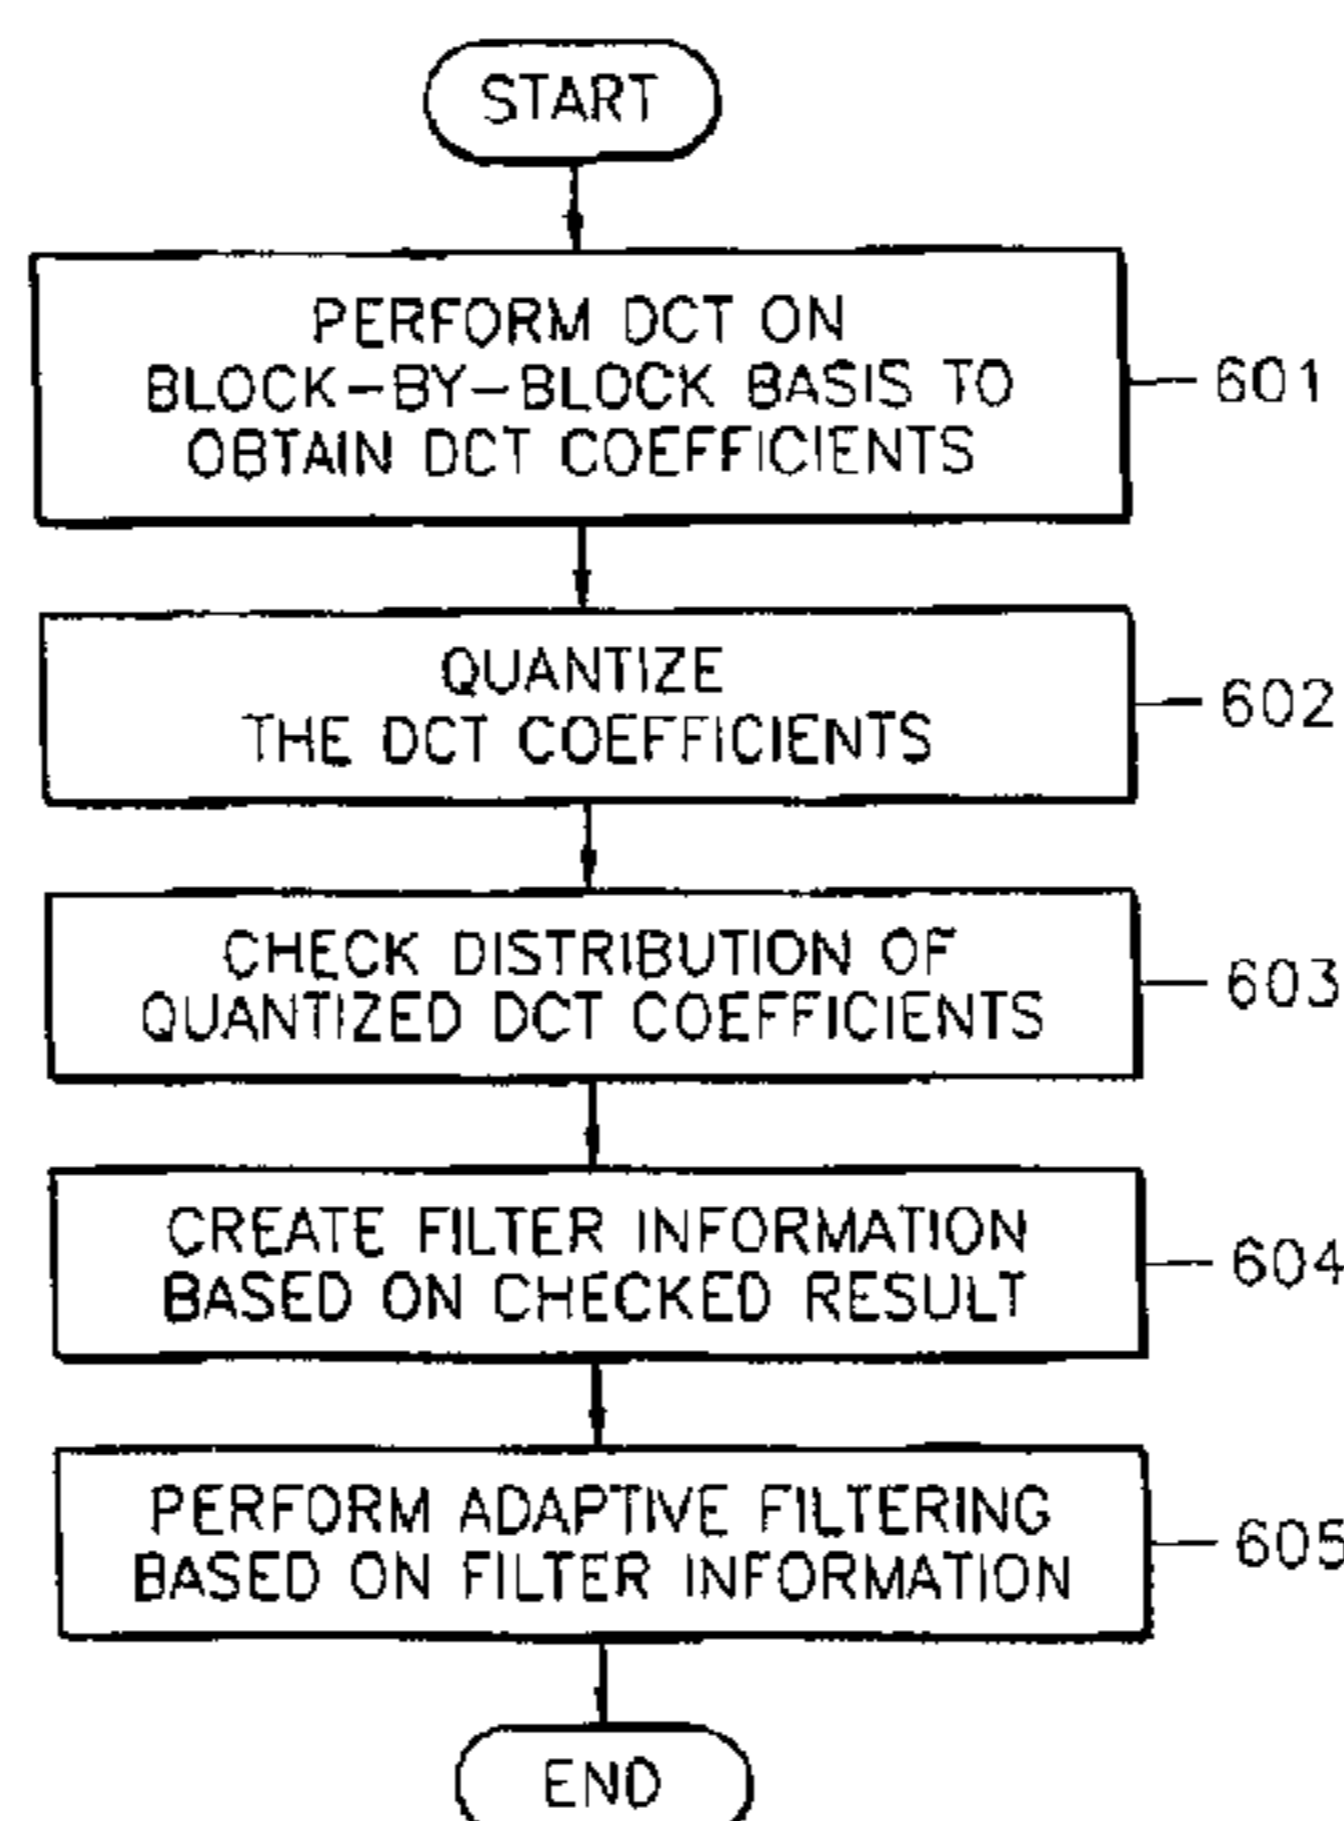 START
PERFORM DCT ON
BLOCK-BY-BLOCK BASIS TO
OBTAIN DCT COEFFICIENTS
601
QUANTIZE
THE DCT COEFFICIENTS
602
CHECK DISTRIBUTION OF
QUANTIZED DCT COEFFICIENTS
603
CREATE FILTER INFORMATION
BASED ON CHECKED RESULT
604
PERFORM ADAPTIVE FILTERING
BASED ON FILTER INFORMATION
605
END